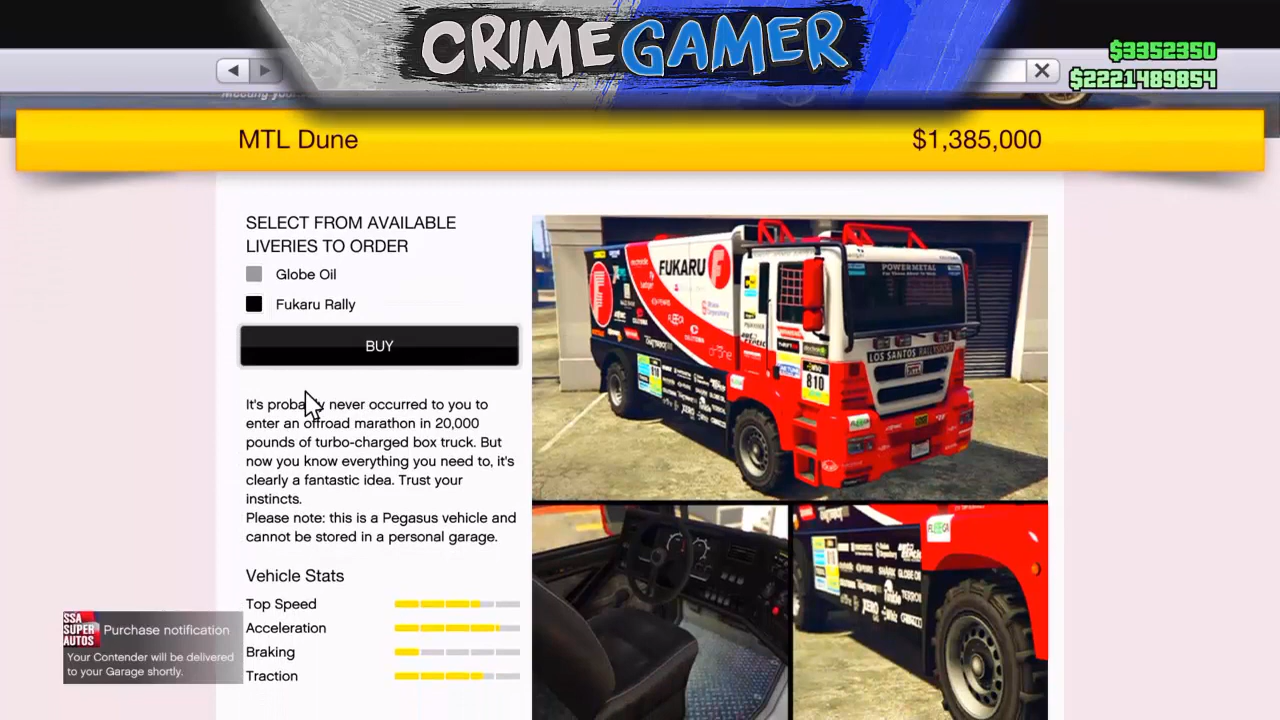 CRIMEGAMER
$3352350
$2221489854
MTL Dune
$1,385,000
SELECT FROM AVAILABLE
LIVERIES TO ORDER
Globe Oil
Fukaru Rally
BUY
It's probably never occurred to you to
enter an offroad marathon in 20,000
pounds of turbo-charged box truck. But
now you know everything you need to, it's
clearly a fantastic idea. Trust your
instincts.
Please note: this is a Pegasus vehicle and
cannot be stored in a personal garage.
Vehicle Stats
Top Speed
Acceleration
Braking
Traction
SSA
SUPER
AUTOS
Purchase notification
Your Contender will be delivered
to your Garage shortly.
FUKARU
POWERMETAL
LOS SANTOS RALLYSPORT
810
FLEECA